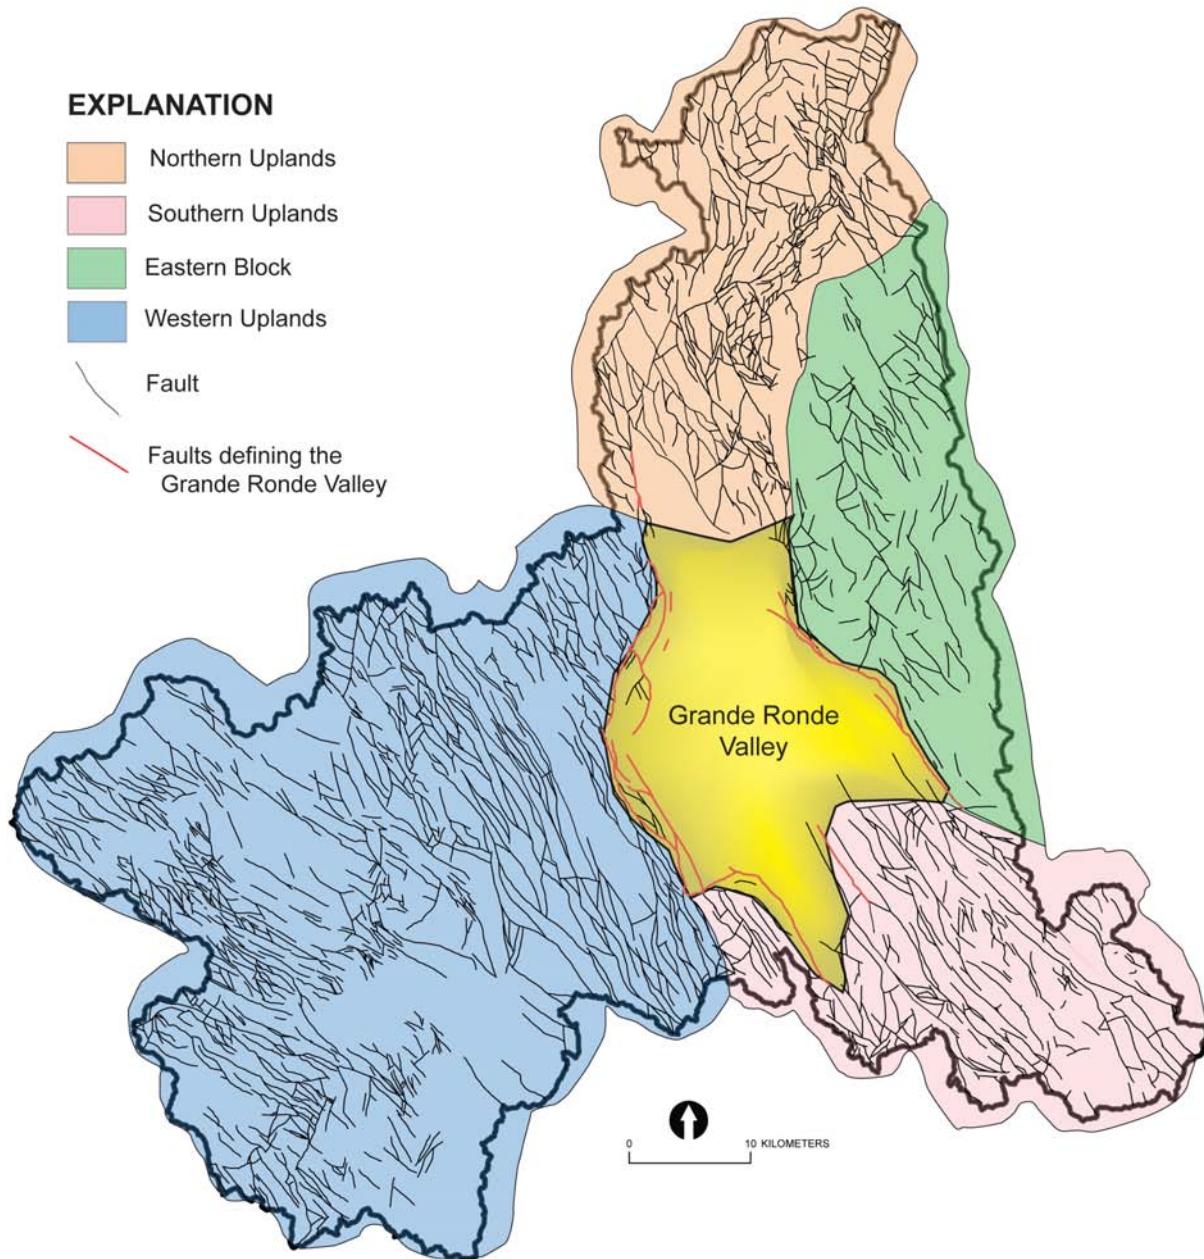 EXPLANATION
Northern Uplands
Southern Uplands
Eastern Block
Western Uplands
Fault
Faults defining the
Grande Ronde Valley
Grande Ronde
Valley
0 10 KILOMETERS